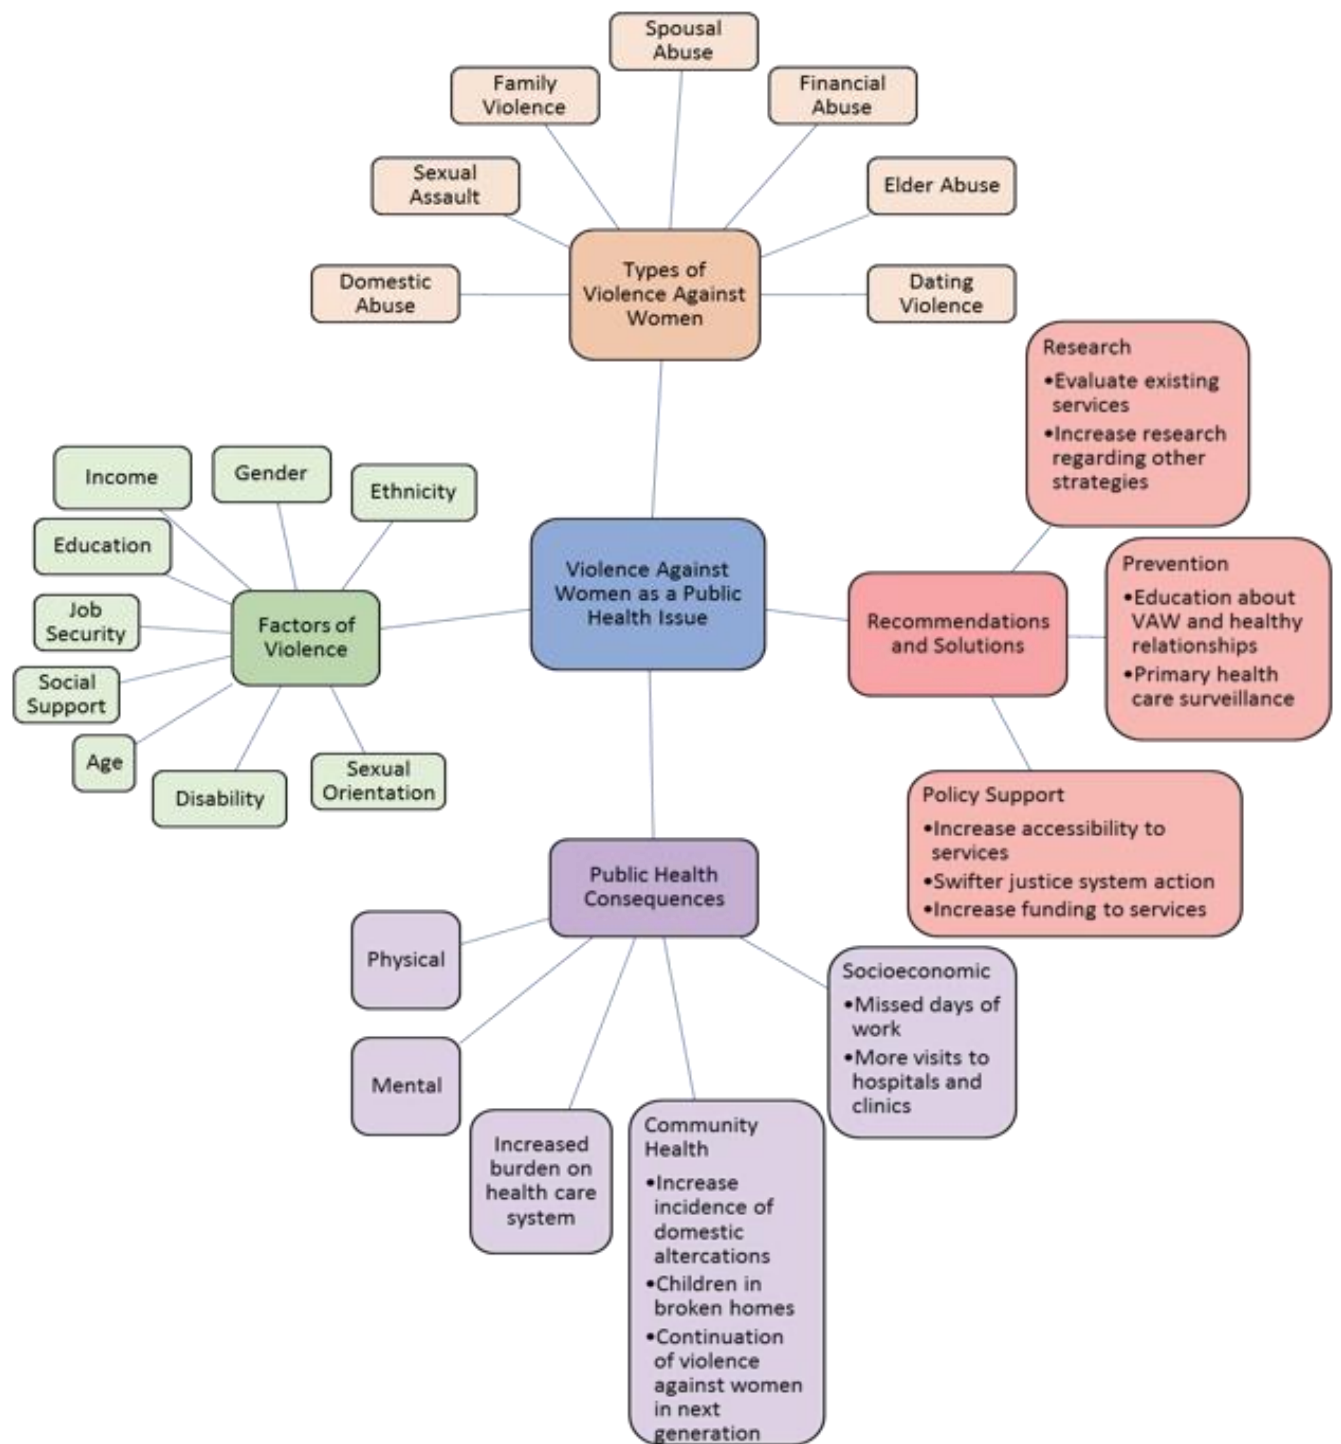 Spousal
Abuse
Family
Violence
Financial
Abuse
Sexual
Assault
Elder Abuse
Domestic
Abuse
Types of
Violence Against
Women
Dating
Violence
Research
•Evaluate existing
services
•Increase research
regarding other
strategies
Income
Gender
Ethnicity
Education
Job
Security
Social
Support
Age
Disability
Sexual
Orientation
Factors of
Violence
Violence Against
Women as a Public
Health Issue
Recommendations
and Solutions
Prevention
•Education about
VAW and healthy
relationships
•Primary health
care surveillance
Policy Support
•Increase accessibility to
services
•Swifter justice system action
•Increase funding to services
Public Health
Consequences
Physical
Mental
Increased
burden on
health care
system
Community
Health
•Increase
incidence of
domestic
altercations
•Children in
broken homes
•Continuation
of violence
against women
in next
generation
Socioeconomic
•Missed days of
work
•More visits to
hospitals and
clinics